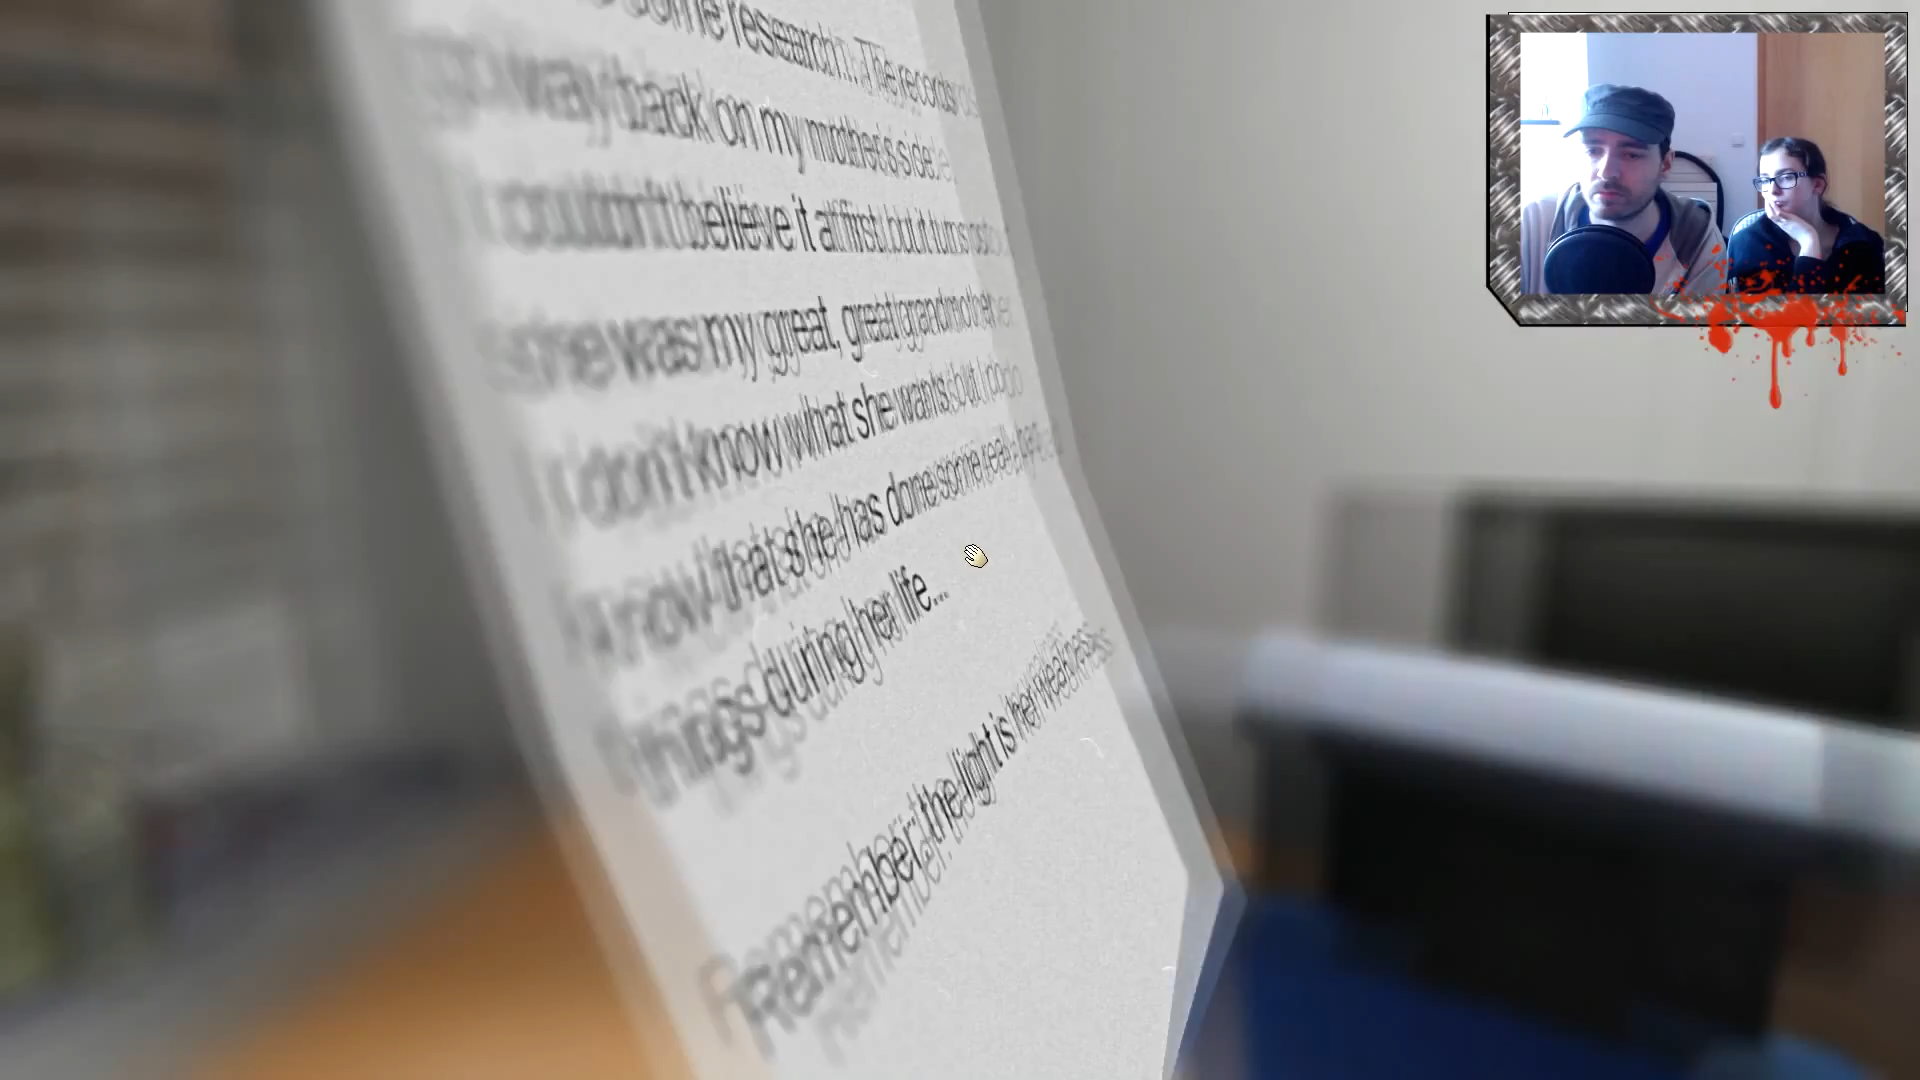 some research... The records
go way back on my mother's side
I couldn't believe it at first, but it turns out
she was my great, great grandmother
I don't know what she wants but I do
know that she has done some really bad
things during her life...
Remember: the light is her weakness